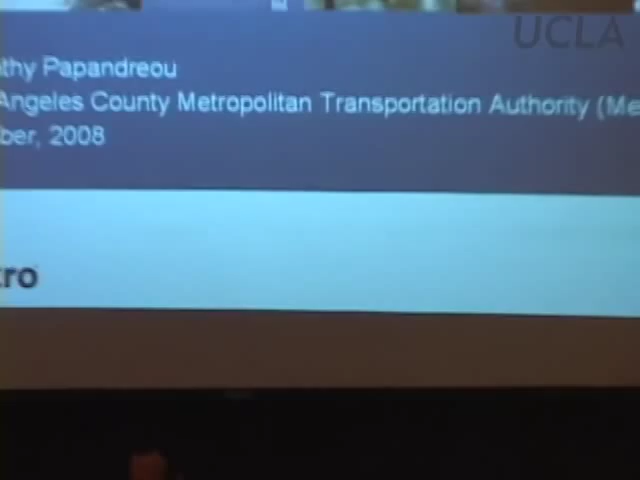 UCLA
thy Papandreou
Angeles County Metropolitan Transportation Authority (Me
ber, 2008
ro